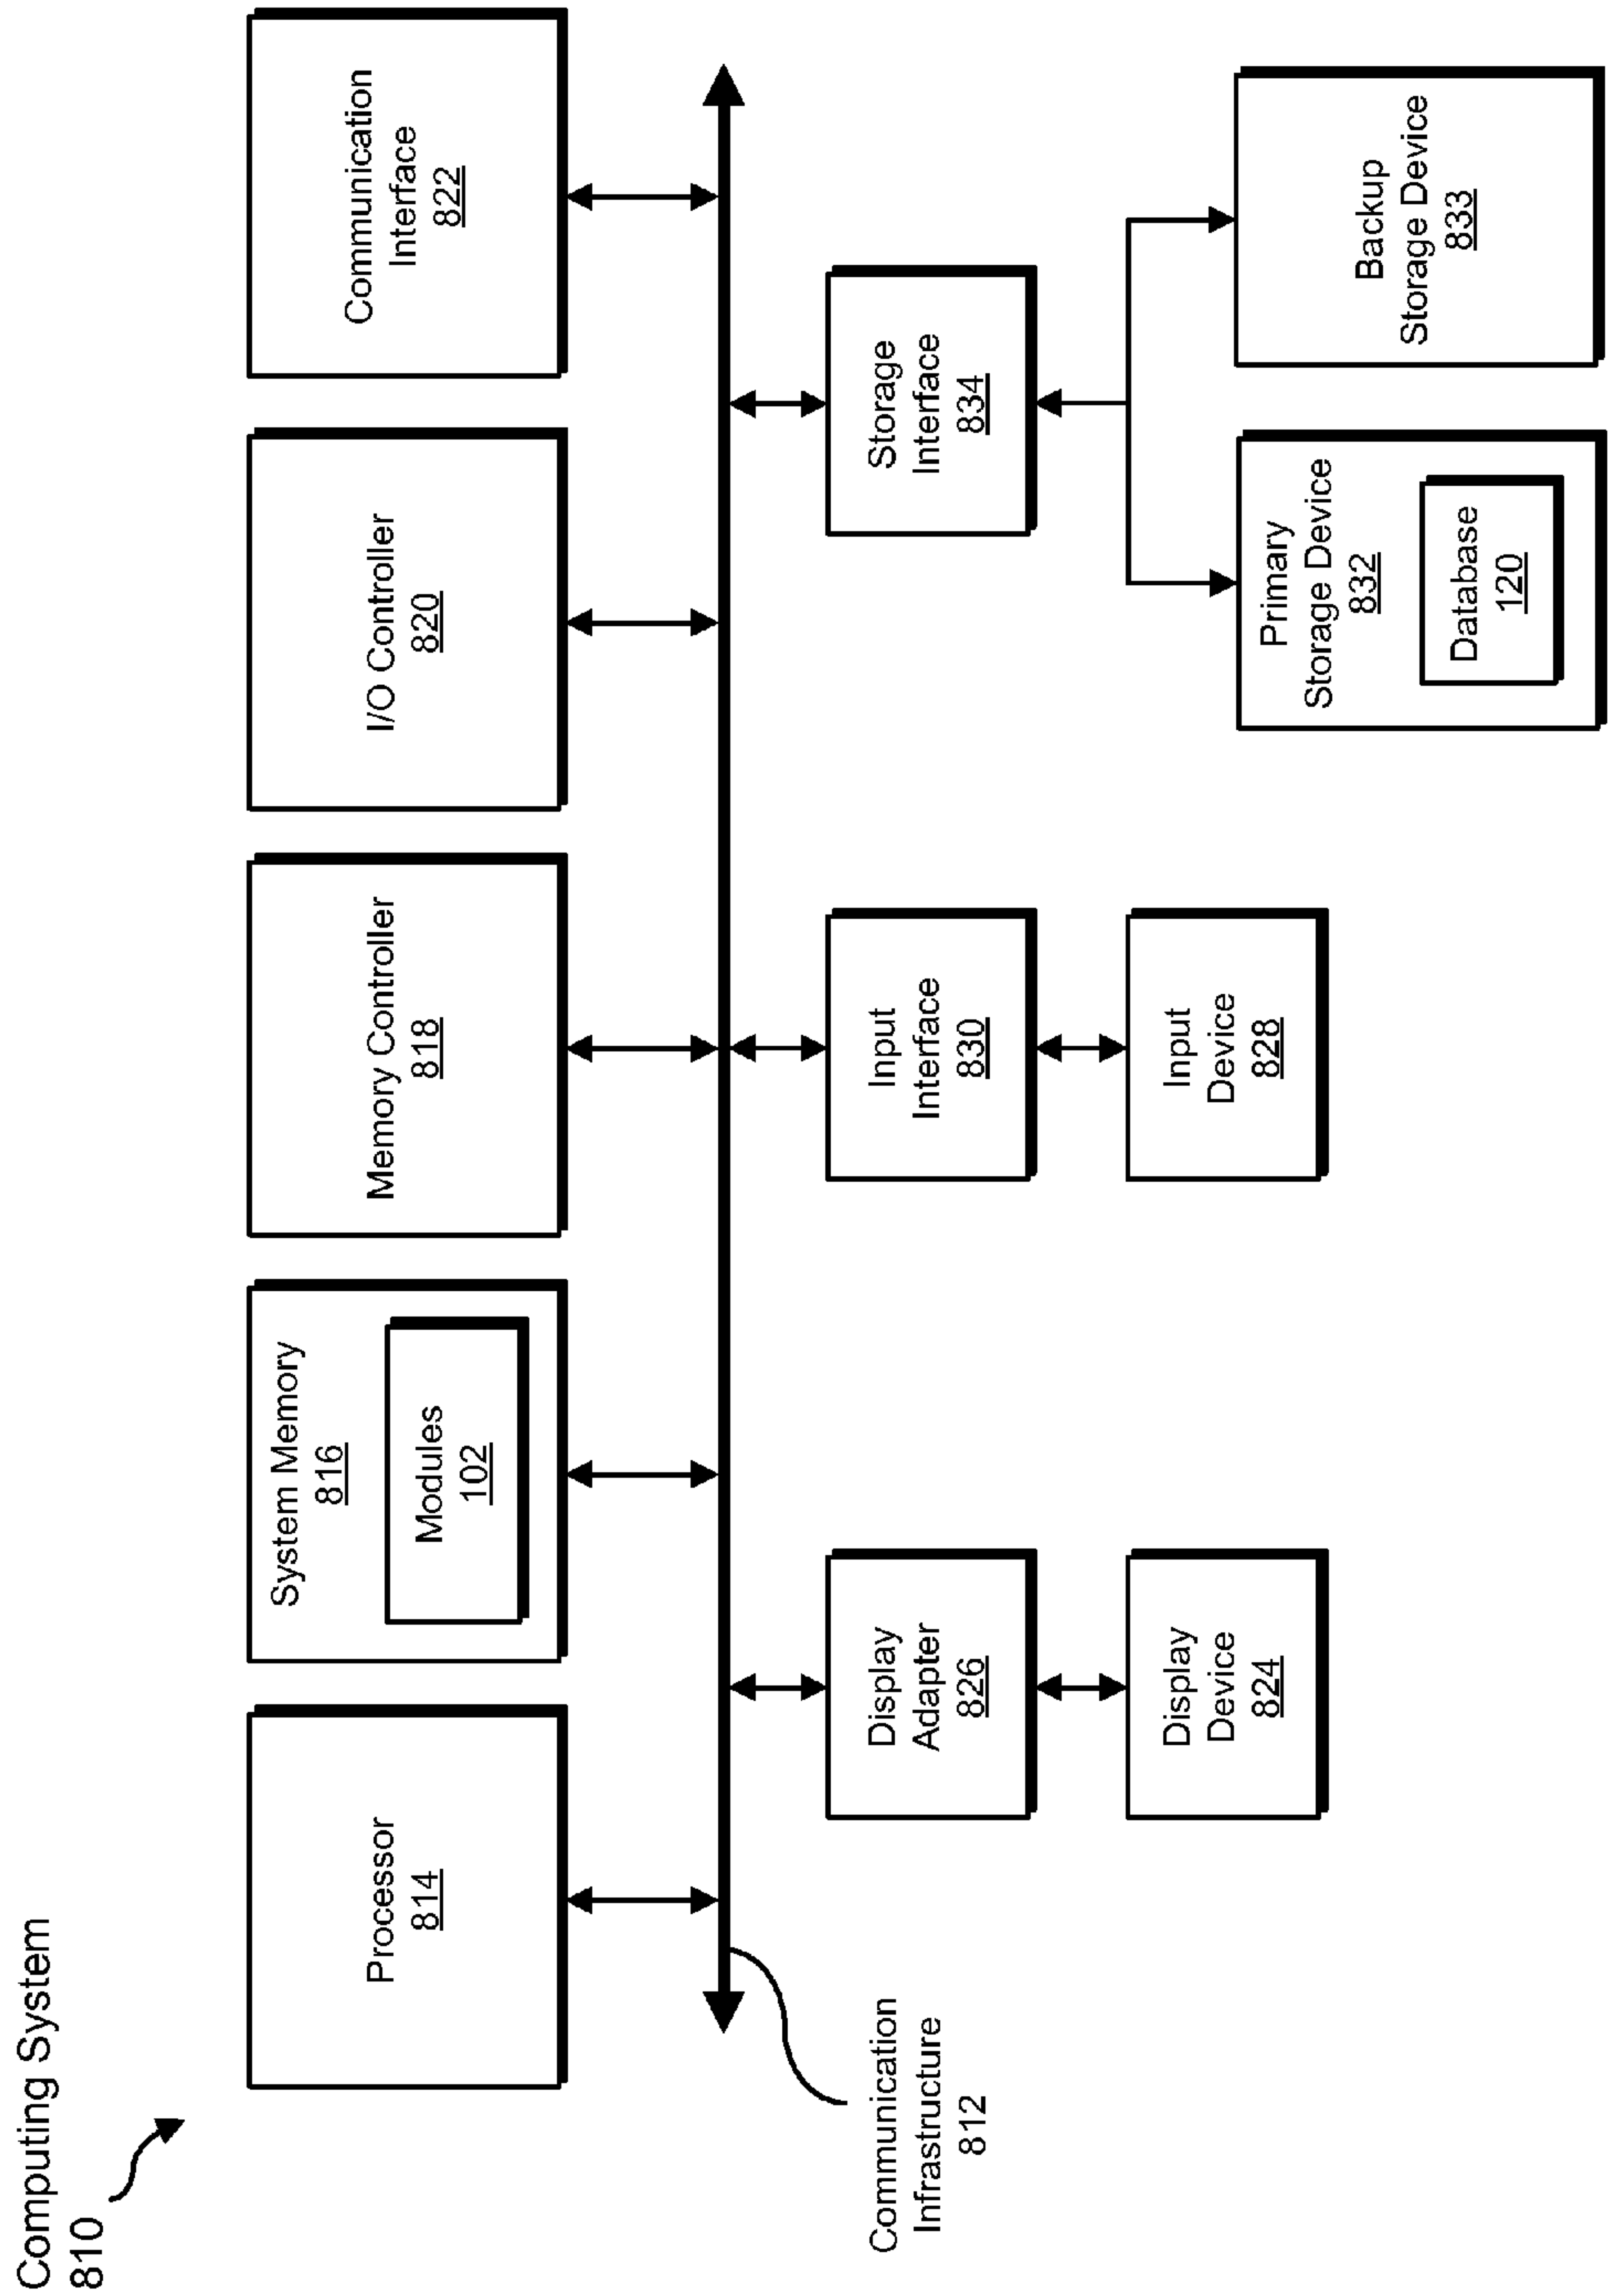 Computing System
810
Processor
814
System Memory
816
Modules
102
Memory Controller
818
I/O Controller
820
Communication
Interface
822
Communication
Infrastructure
812
Display
Adapter
826
Input
Interface
830
Storage
Interface
834
Display
Device
824
Input
Device
828
Primary
Storage Device
832
Database
120
Backup
Storage Device
833